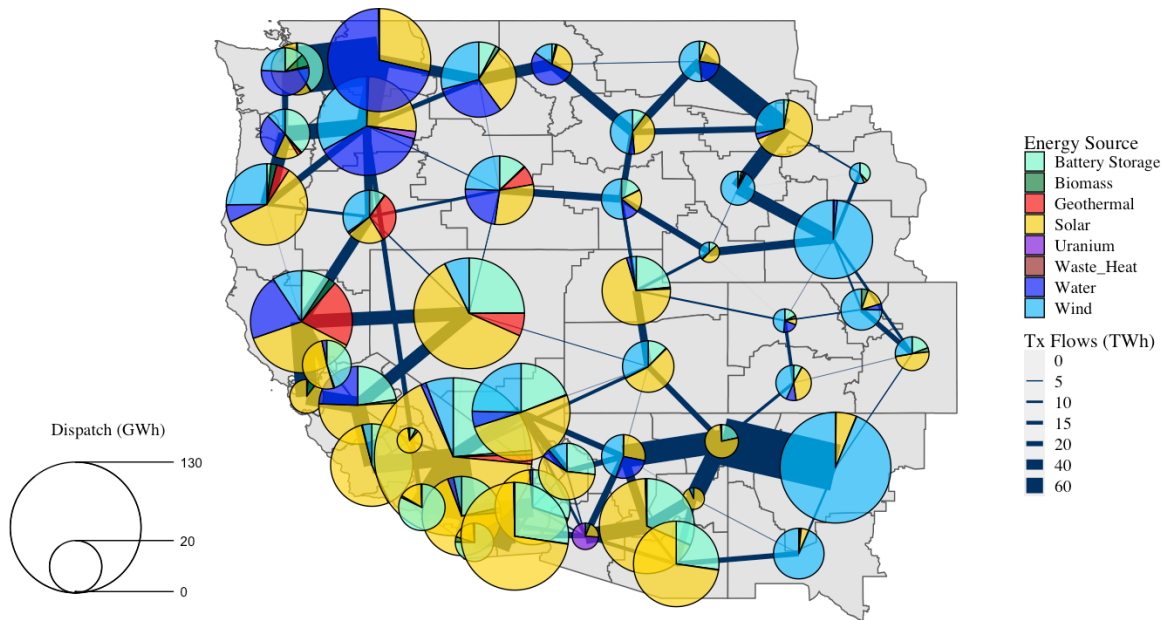 Energy Source
Battery Storage
Biomass
Geothermal
Solar
Uranium
Waste_Heat
Water
Wind
Tx Flows (TWh)
0
5
10
15
20
40
60
Dispatch (GWh)
130
20
0